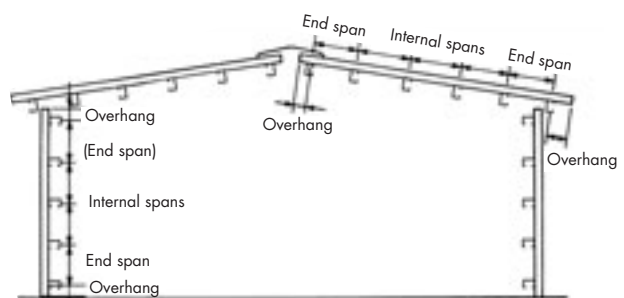 End span
Internal spans
End span
Overhang
Overhang
Overhang
(End span)
Internal spans
End span
Overhang